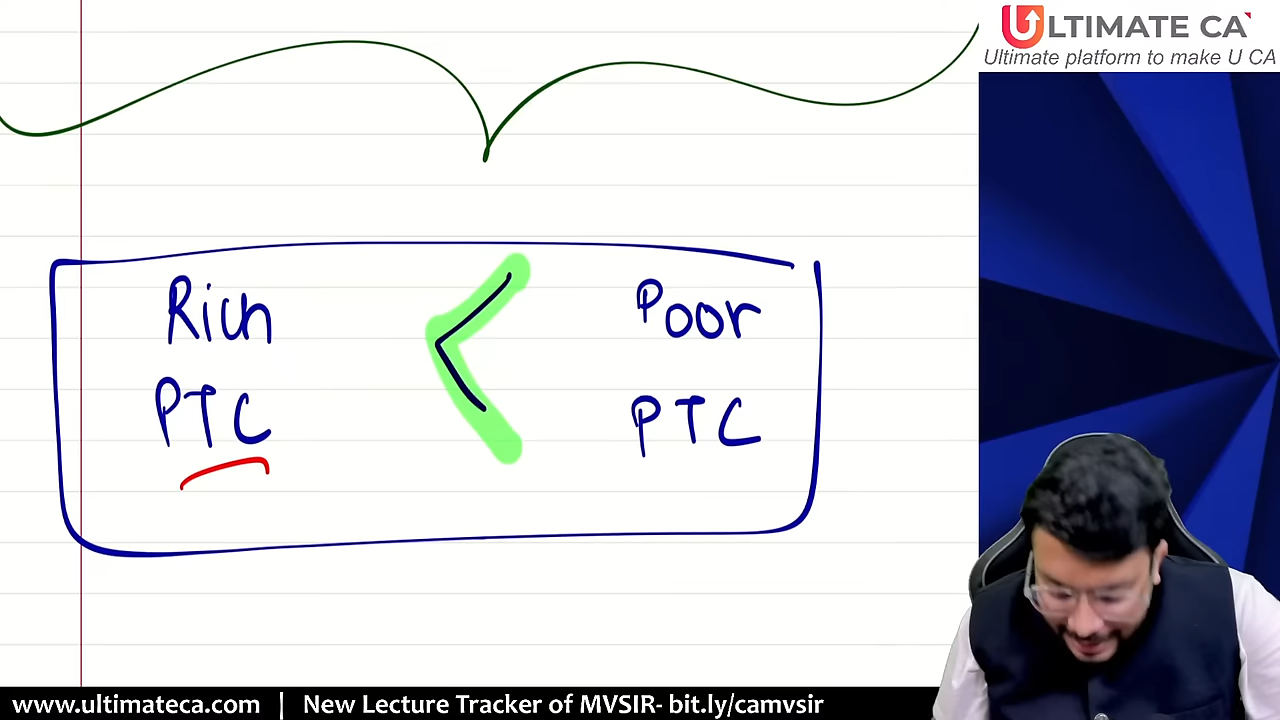 ULTIMATE CA
Ultimate platform to make U CA
Rich < Poor
PTC PTC
www.ultimateca.com | New Lecture Tracker of MVSIR- bit.ly/camvsir